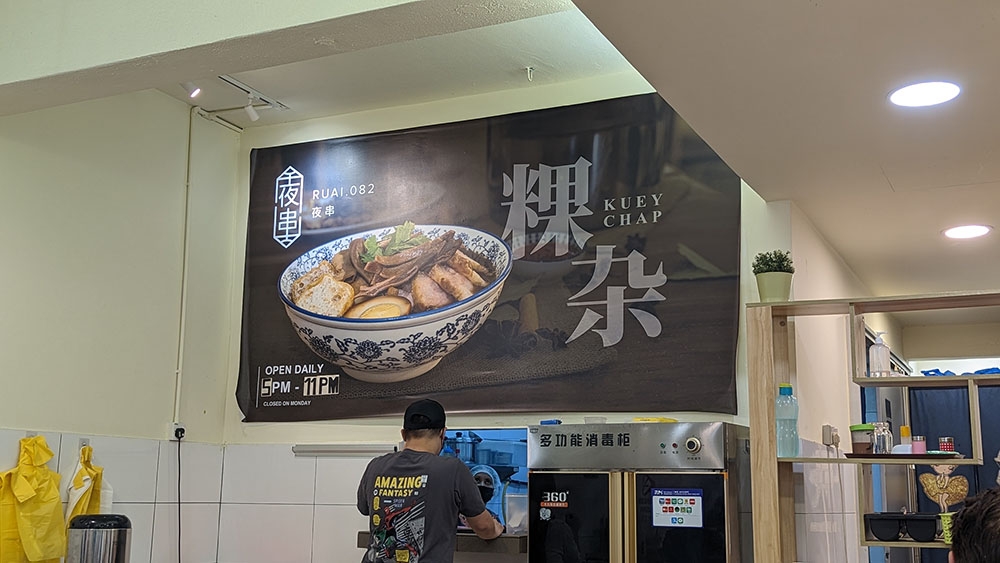 夜串
RUAI.082
夜串
粿杂
KUEY
CHAP
OPEN DAILY
5PM - 11PM
CLOSED ON MONDAY
多功能消毒柜
360°
AMAZING
FANTASY